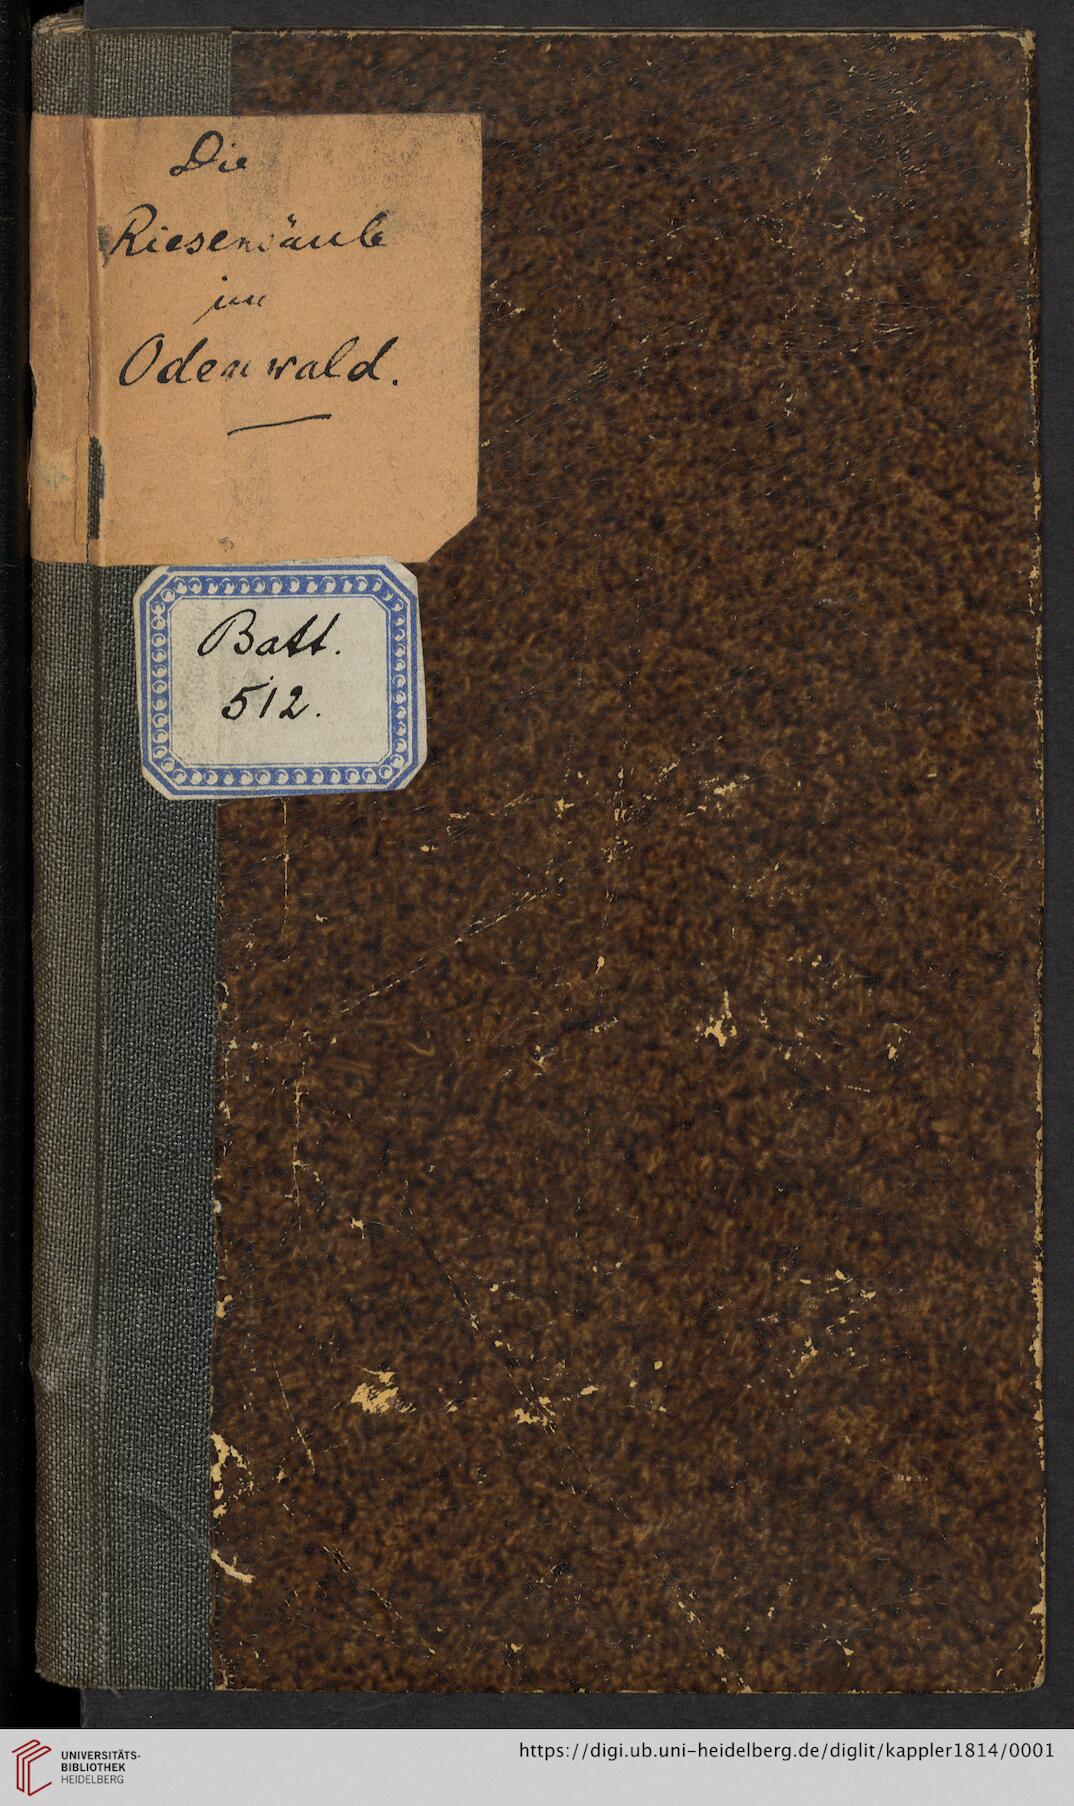 Die
Riesensäule
im
Odenwald.
Batt.
512.
UNIVERSITÄTS-
BIBLIOTHEK
HEIDELBERG
https://digi.ub.uni-heidelberg.de/diglit/kappler1814/0001